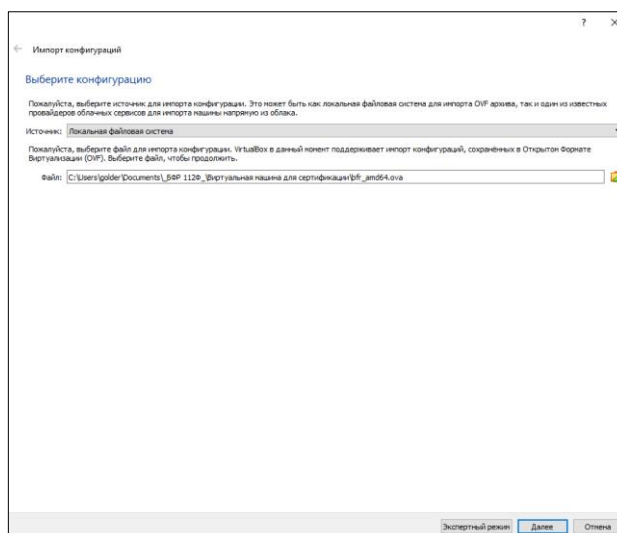 ?
Импорт конфигураций
Выберите конфигурацию
Пожалуйста, выберите источник для импорта конфигурации. Это может быть как локальная файловая система для импорта OVF архива, так и один из известных
провайдеров облачных сервисов для импорта машины напрямую из облака.
Источник: Локальная файловая система
Пожалуйста, выберите файл для импорта конфигурации. VirtualBox в данный момент поддерживает импорт конфигураций, сохранённых в Открытом Формате
Виртуализации (OVF). Выберите файл, чтобы продолжить.
Файл: C:\Users\golder\Documents\_БФР 112Ф_\Виртуальная машина для сертификации\bfr_amd64.ova
Экспертный режим Далее Отмена